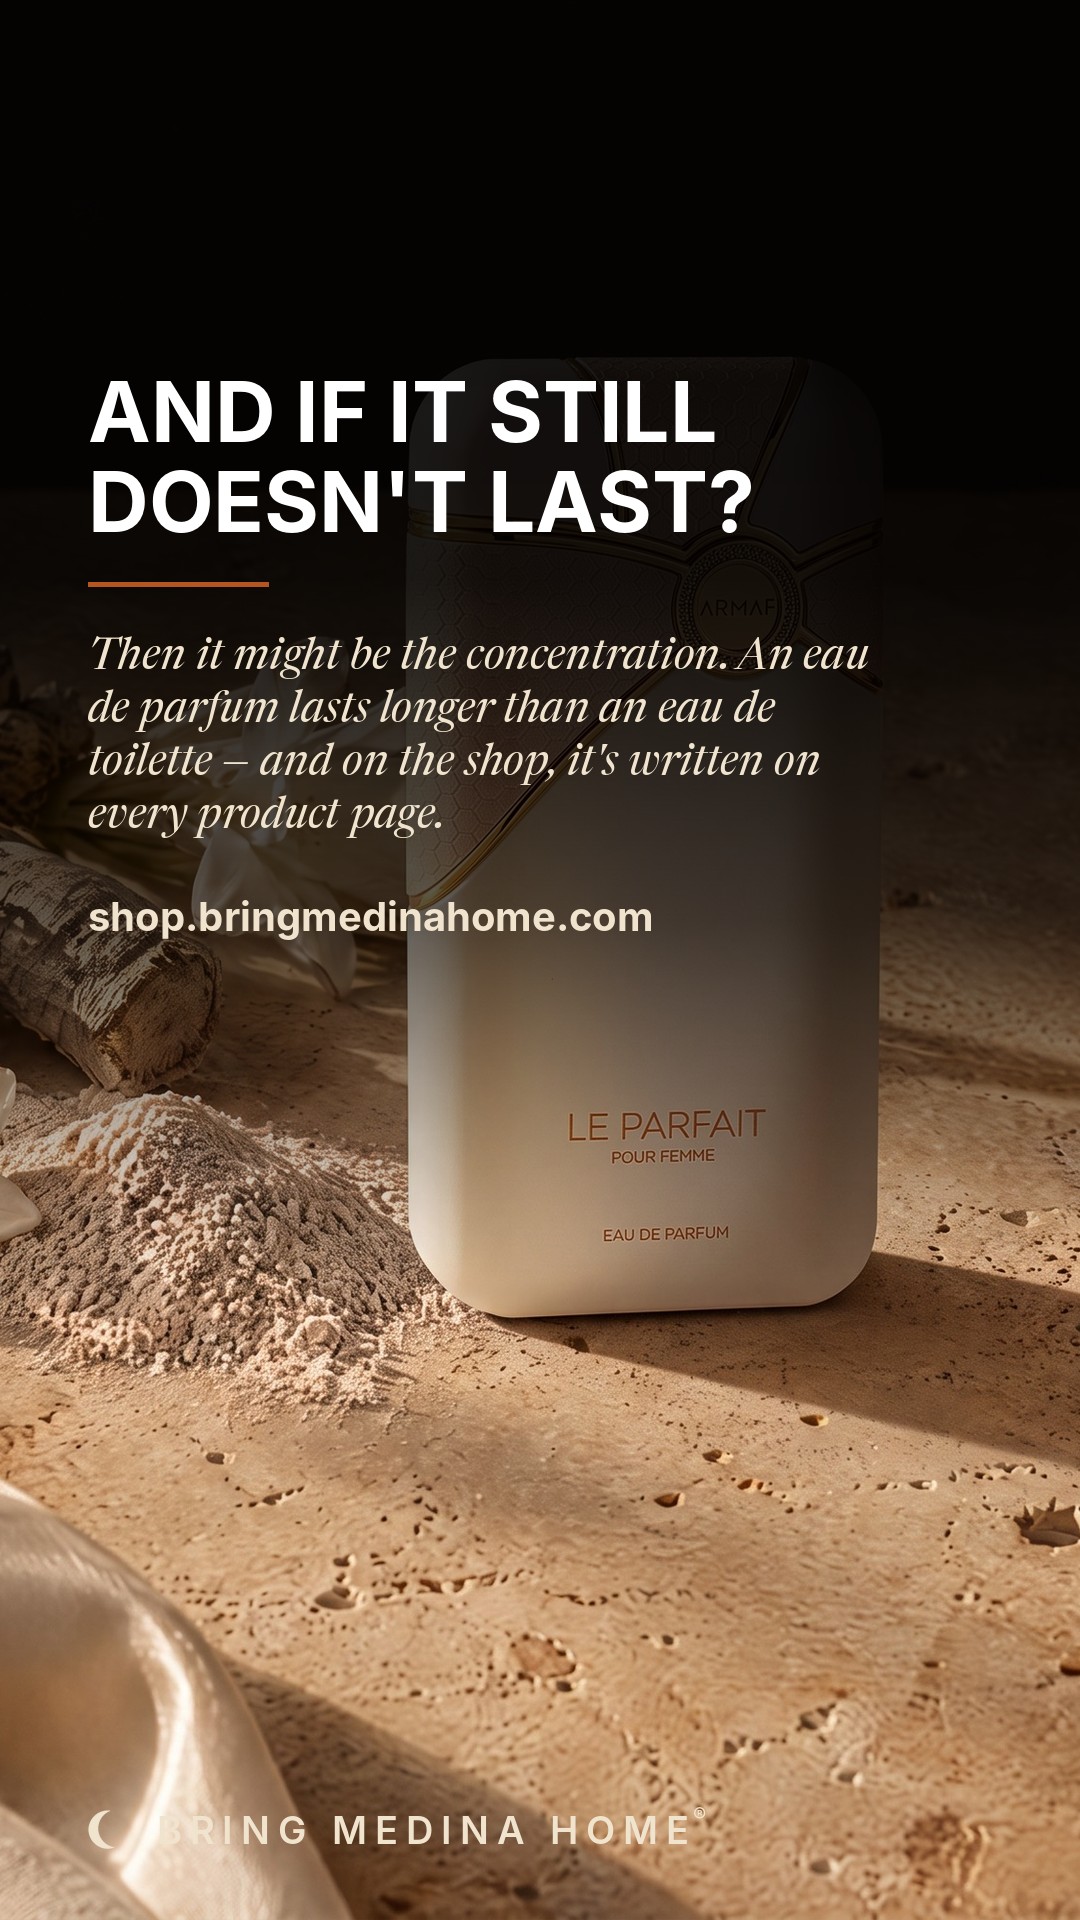 AND IF IT STILL
DOESN'T LAST?
Then it might be the concentration. An eau
de parfum lasts longer than an eau de
toilette – and on the shop, it's written on
every product page.
shop.bringmedinahome.com
ARMAF
LE PARFAIT
POUR FEMME
EAU DE PARFUM
BRING MEDINA HOME®